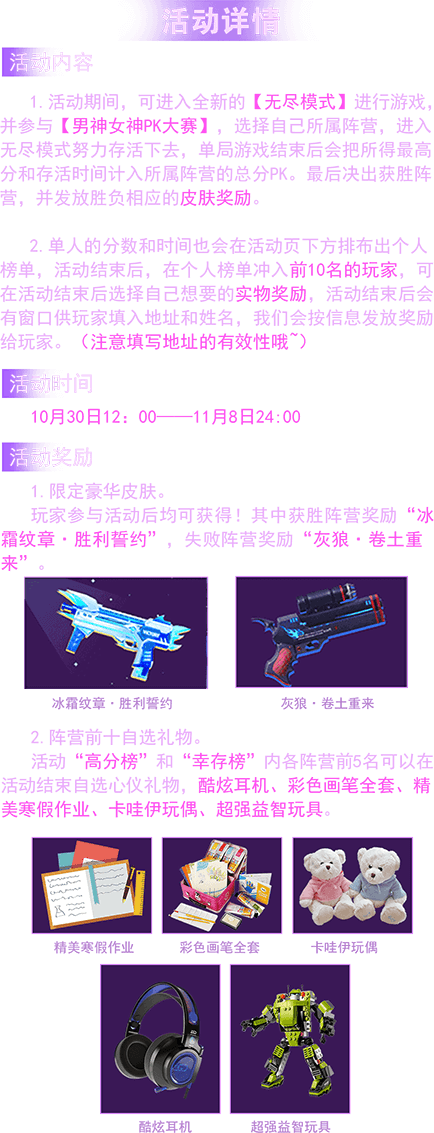 活动详情
活动内容
1.活动期间，可进入全新的【无尽模式】进行游戏，
并参与【男神女神PK大赛】，选择自己所属阵营，进入
无尽模式努力存活下去，单局游戏结束后会把所得最高
分和存活时间计入所属阵营的总分PK。最后决出获胜阵
营，并发放胜负相应的皮肤奖励。
2.单人的分数和时间也会在活动页下方排布出个人
榜单，活动结束后，在个人榜单冲入前10名的玩家，可
在活动结束后选择自己想要的实物奖励，活动结束后会
有窗口供玩家填入地址和姓名，我们会按信息发放奖励
给玩家。（注意填写地址的有效性哦~）
活动时间
10月30日12：00——11月8日24:00
活动奖励
1.限定豪华皮肤。
玩家参与活动后均可获得！其中获胜阵营奖励“冰
霜纹章·胜利誓约”，失败阵营奖励“灰狼·卷土重
来”。
冰霜纹章·胜利誓约
灰狼·卷土重来
2.阵营前十自选礼物。
活动“高分榜”和“幸存榜”内各阵营前5名可以在
活动结束自选心仪礼物，酷炫耳机、彩色画笔全套、精
美寒假作业、卡哇伊玩偶、超强益智玩具。
精美寒假作业
彩色画笔全套
卡哇伊玩偶
酷炫耳机
超强益智玩具